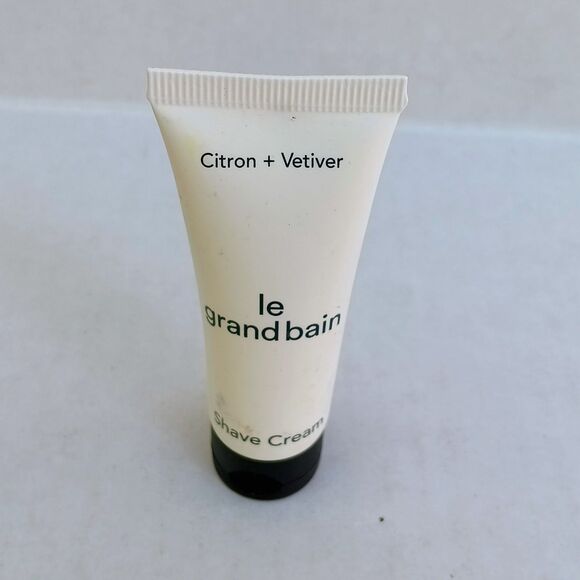 Citron + Vetiver
le
grand bain
Shave Cream